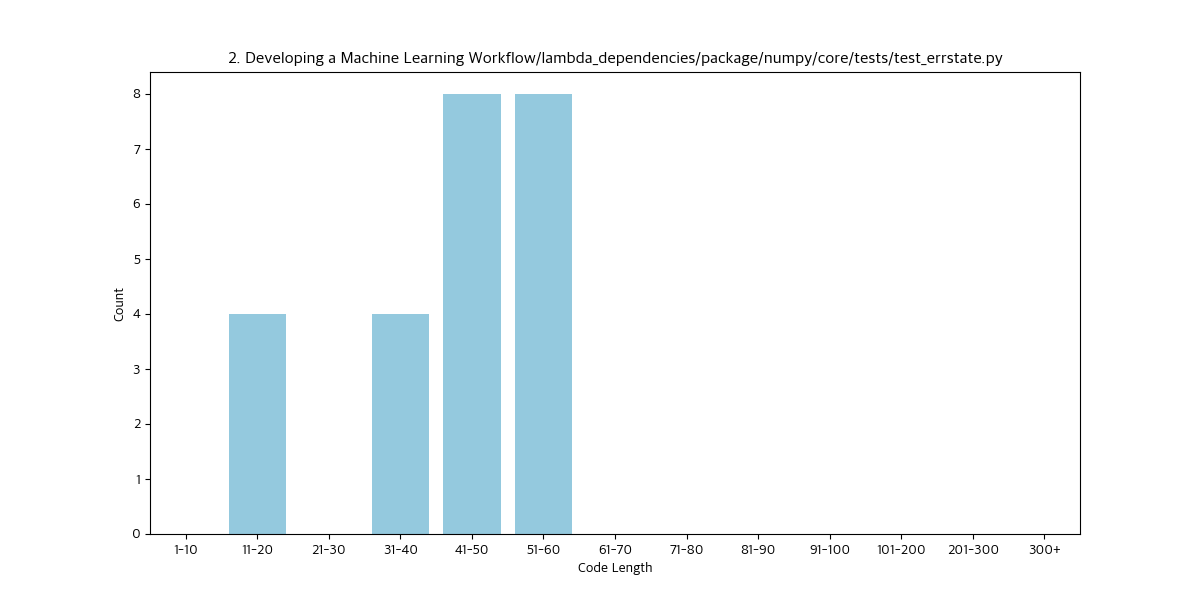 2. Developing a Machine Learning Workflow/lambda_dependencies/package/numpy/core/tests/test_errstate.py
8
7
6
5
4
3
2
1
0
Count
1-10 11-20 21-30 31-40 41-50 51-60 61-70 71-80 81-90 91-100 101-200 201-300 300+
Code Length